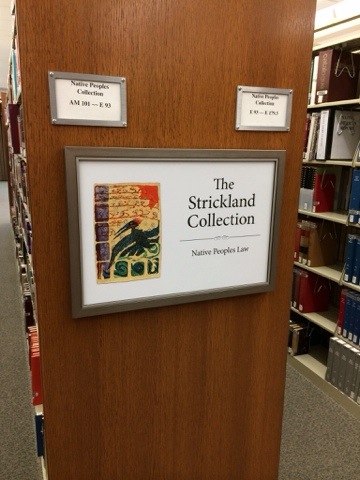 Native Peoples
Collection
AM 101 — E 93
Native Peoples
Collection
E 93 — E 179.5
The
Strickland
Collection
Native Peoples Law